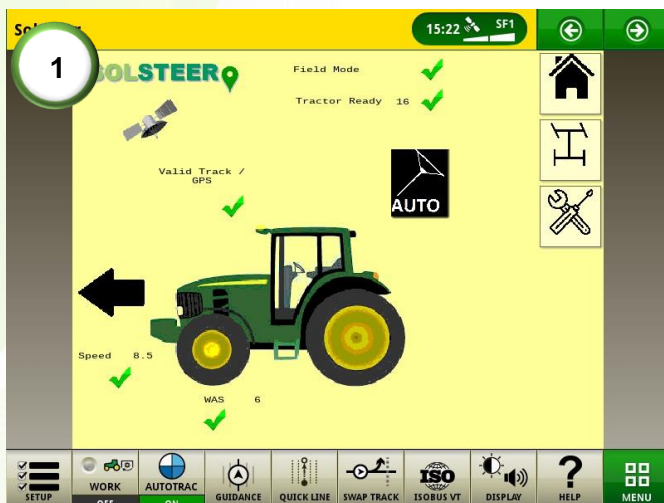 So
15:22 SF1
1
SOLSTEER
Field Mode
Tractor Ready 16
Valid Track /
GPS
AUTO
Speed 8.5
WAS 6
SETUP
WORK
OFF
AUTOTRAC
ON
GUIDANCE
QUICK LINE
SWAP TRACK
ISO
ISOBUS VT
DISPLAY
?
HELP
MENU